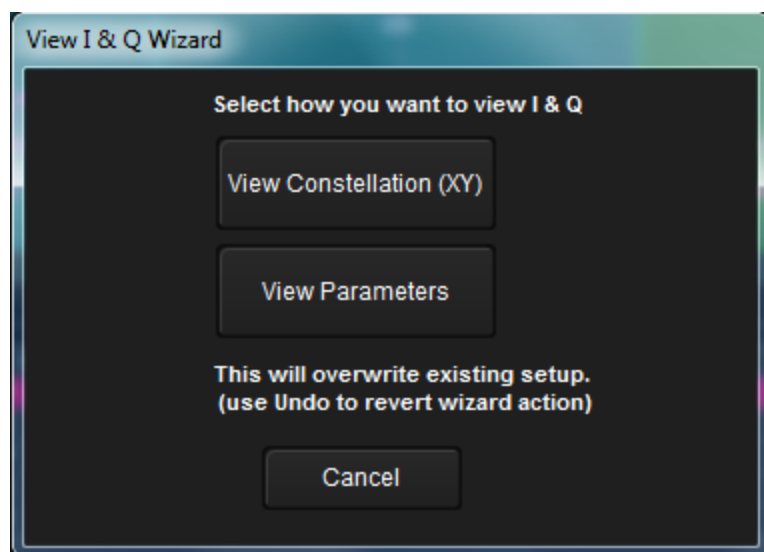 View I & Q Wizard
Select how you want to view I & Q
View Constellation (XY)
View Parameters
This will overwrite existing setup.
(use Undo to revert wizard action)
Cancel